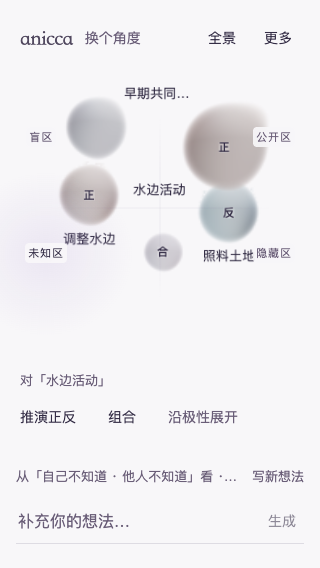 anicca 换个角度 全景 更多
早期共同…
盲区 正 公开区
正 水边活动 反
调整水边 合 照料土地
未知区 隐藏区
对「水边活动」
推演正反 组合 沿极性展开
从「自己不知道 · 他人不知道」看 ·… 写新想法
补充你的想法… 生成